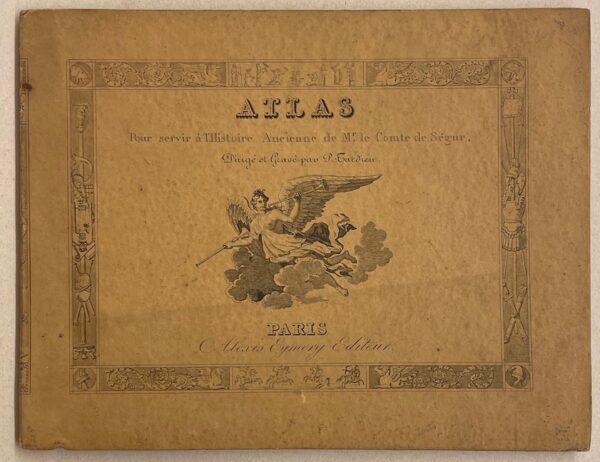 ATLAS
Pour servir à l'Histoire Ancienne de Mr. le Comte de Ségur,
Dirigé et Gravé par P. Tardieu.
PARIS
Alexis Eymery Editeur.